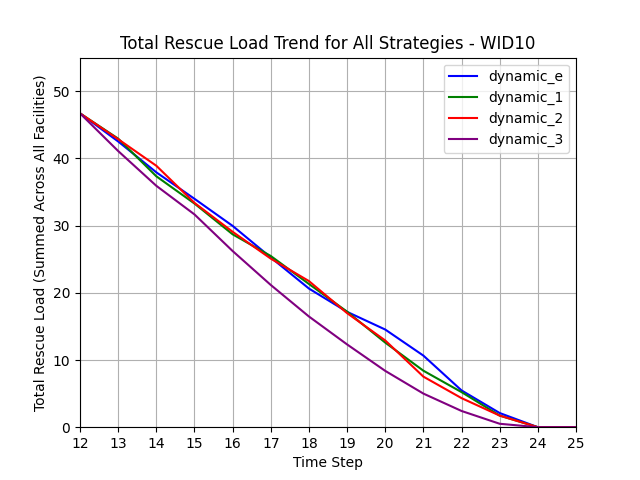 Total Rescue Load Trend for All Strategies - WID10
Total Rescue Load (Summed Across All Facilities)
50
40
30
20
10
0
dynamic_e
dynamic_1
dynamic_2
dynamic_3
12 13 14 15 16 17 18 19 20 21 22 23 24 25
Time Step